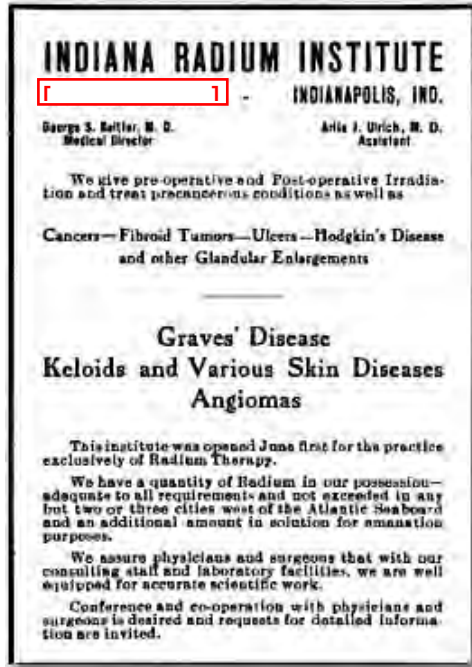 INDIANA RADIUM INSTITUTE
INDIANAPOLIS, IND.
George S. M. D.
Medical Director
Arlie J. Ulrich, M. D.
Assistant
We give pre-operative and Post-operative Irradia-
tion and treat precancerous conditions as well as
Cancers—Fibroid Tumors—Ulcers—Hodgkin's Disease
and other Glandular Enlargements
Graves' Disease
Keloids and Various Skin Diseases
Angiomas
This institute was opened June first for the practice
exclusively of Radium Therapy.
We have a quantity of Radium in our possession—
adequate to all requirements and not exceeded in any
but two or three cities west of the Atlantic Seaboard
and an additional amount in solution for emanation
purposes.
We assure physicians and surgeons that with our
consulting staff and laboratory facilities, we are well
equipped for accurate scientific work.
Conference and co-operation with physicians and
surgeons is desired and requests for detailed informa-
tion are invited.